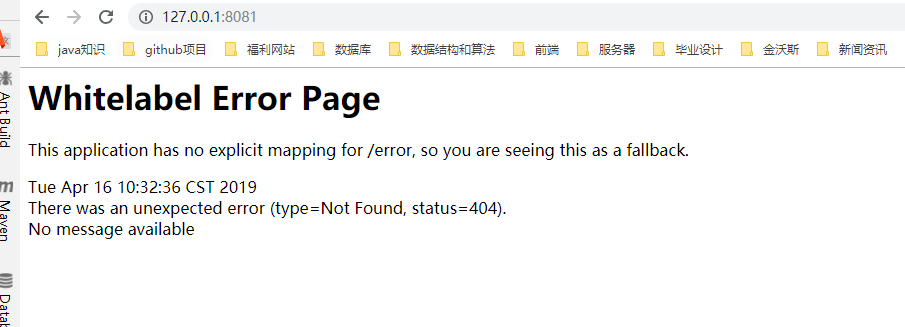 127.0.0.1:8081
java知识 github项目 福利网站 数据库 数据结构和算法 前端 服务器 毕业设计 金沃斯 新闻资讯
Whitelabel Error Page
This application has no explicit mapping for /error, so you are seeing this as a fallback.
Tue Apr 16 10:32:36 CST 2019
There was an unexpected error (type=Not Found, status=404).
No message available
Ant Build
Maven